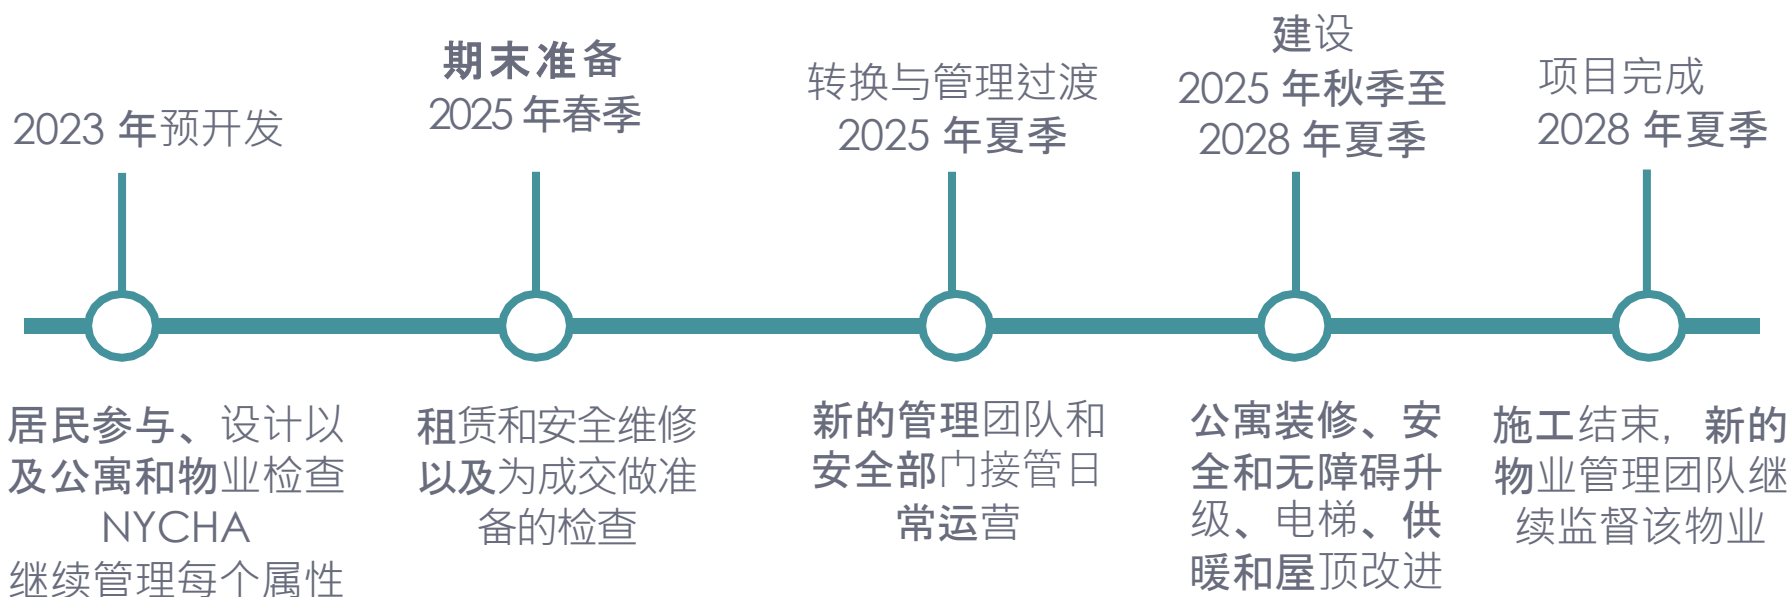 2023 年预开发
期末准备
2025 年春季
转换与管理过渡
2025 年夏季
建设
2025 年秋季至
2028 年夏季
项目完成
2028 年夏季
居民参与、设计以
及公寓和物业检查
NYCHA
继续管理每个属性
租赁和安全维修
以及为成交做准
备的检查
新的管理团队和
安全部门接管日
常运营
公寓装修、安
全和无障碍升
级、电梯、供
暖和屋顶改进
施工结束，新的
物业管理团队继
续监督该物业